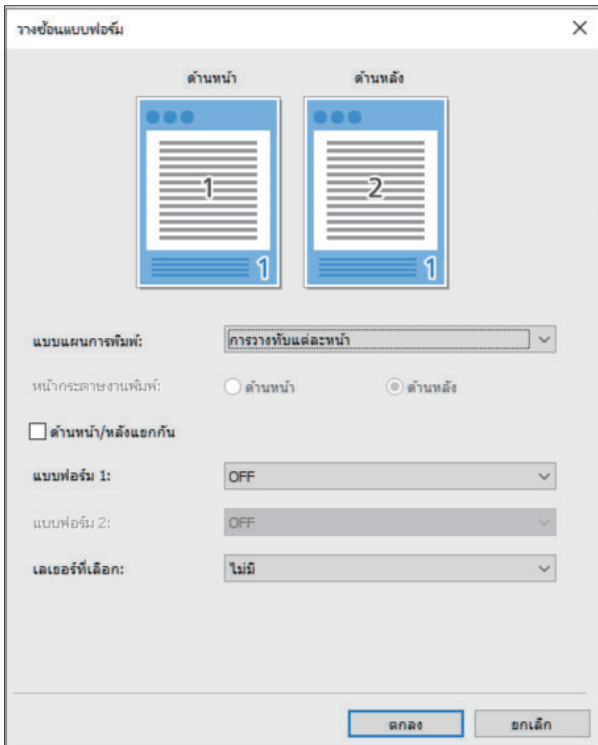 วางซ้อนแบบฟอร์ม
ด้านหน้า ด้านหลัง
1 2
1 1
แบบแผนการพิมพ์: การวางทับแต่ละหน้า
หน้ากระดาษงานพิมพ์: ด้านหน้า ด้านหลัง
ด้านหน้า/หลังแยกกัน
แบบฟอร์ม 1: OFF
แบบฟอร์ม 2: OFF
เลเยอร์ที่เลือก: ไม่มี
ตกลง ยกเลิก